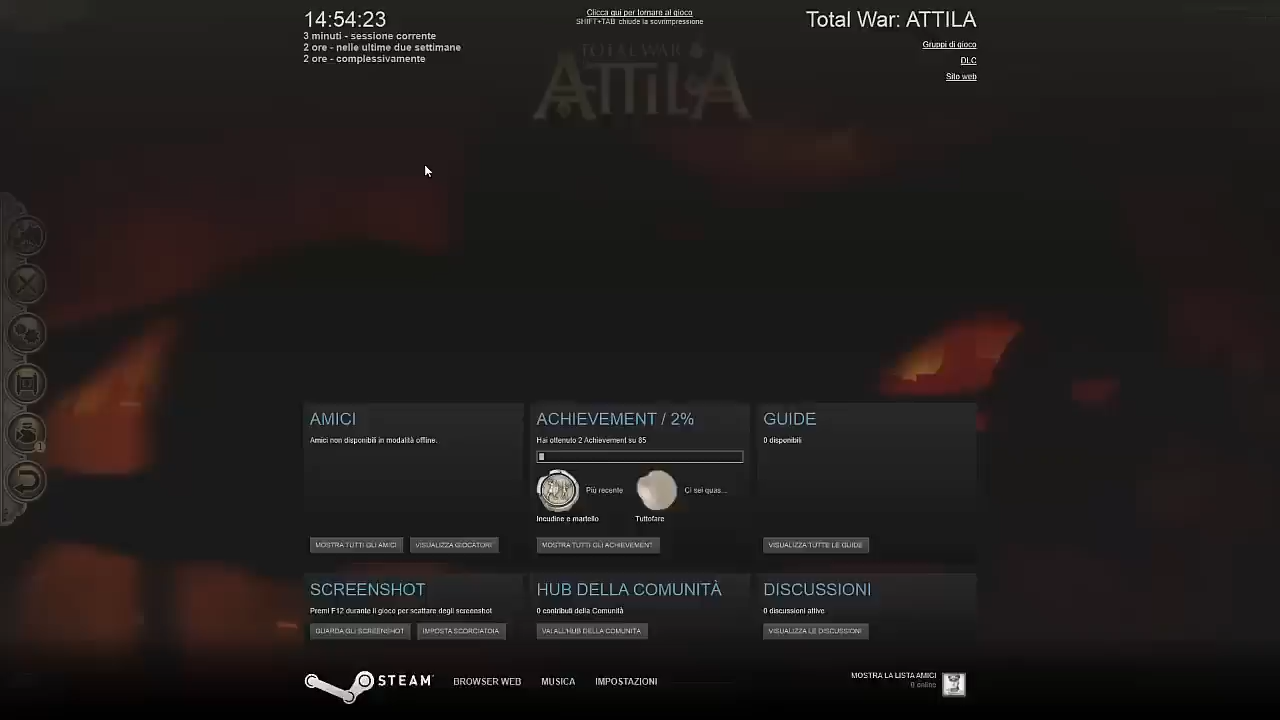 14:54:23
3 minuti - sessione corrente
2 ore - nelle ultime due settimane
2 ore - complessivamente
Clicca qui per tornare al gioco
SHIFT+TAB chiude la sovrimpressione
Total War: ATTILA
Gruppi di gioco
DLC
Sito web
TOTAL WAR
ATTILA
AMICI
Amici non disponibili in modalità offline.
MOSTRA TUTTI GLI AMICI
VISUALIZZA GIOCATORI
ACHIEVEMENT / 2%
Hai ottenuto 2 Achievement su 85
Più recente
Ci sei quas...
Incudine e martello
Tuttofare
MOSTRA TUTTI GLI ACHIEVEMENT
GUIDE
0 disponibili
VISUALIZZA TUTTE LE GUIDE
SCREENSHOT
Premi F12 durante il gioco per scattare degli screenshot
GUARDA GLI SCREENSHOT
IMPOSTA SCORCIATOIA
HUB DELLA COMUNITÀ
0 contributi della Comunità
VAI ALL'HUB DELLA COMUNITÀ
DISCUSSIONI
0 discussioni attive
VISUALIZZA LE DISCUSSIONI
STEAM
BROWSER WEB
MUSICA
IMPOSTAZIONI
MOSTRA LA LISTA AMICI
0 online